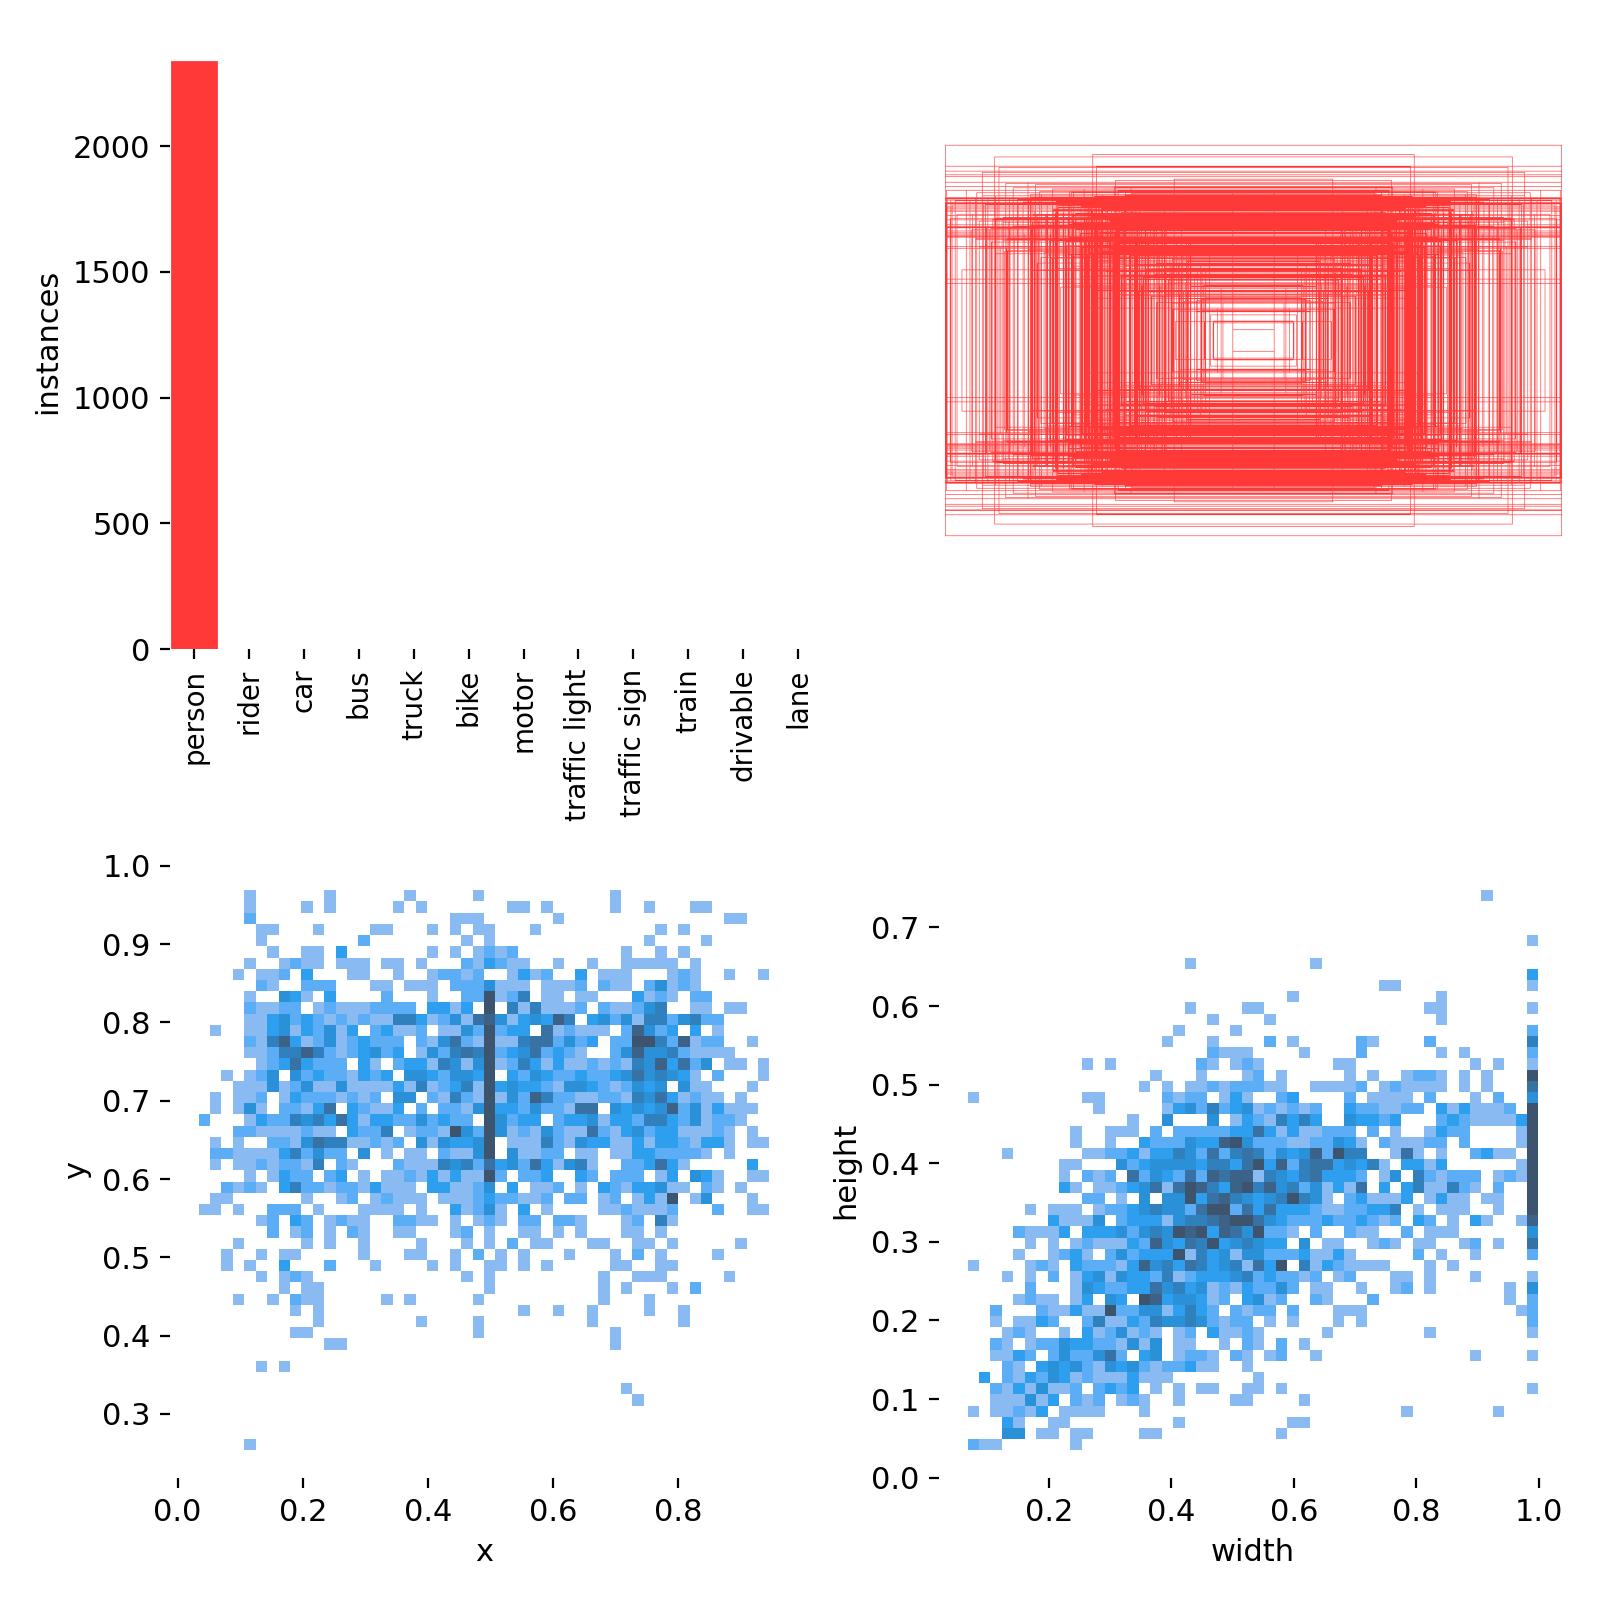 2000
1500
1000
500
0
instances
person
rider
car
bus
truck
bike
motor
traffic light
traffic sign
train
drivable
lane
1.0
0.9
0.8
0.7
0.6
0.5
0.4
0.3
y
0.0 0.2 0.4 0.6 0.8
x
0.7
0.6
0.5
0.4
0.3
0.2
0.1
0.0
height
0.2 0.4 0.6 0.8 1.0
width